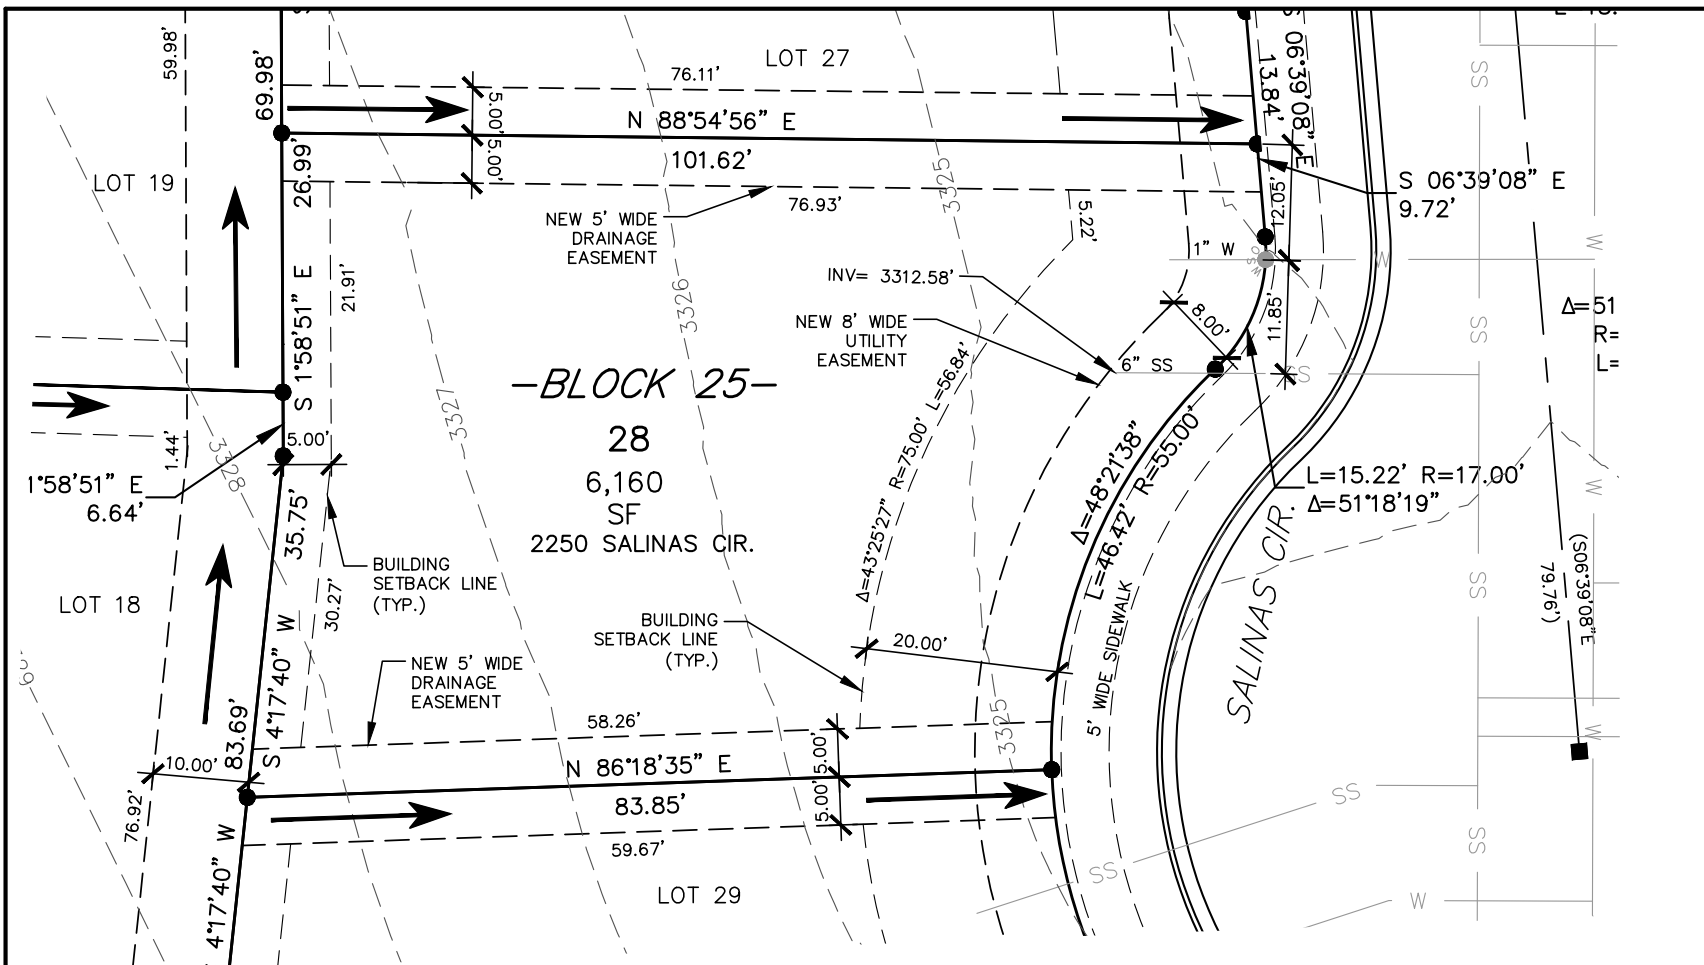 59.98'
69.98'
76.11'
LOT 27
5.00'
5.00'
N 88°54'56" E
101.62'
13.84'
S 06°39'08" E
SS
LOT 19
26.99'
S 1°58'51" E
21.91'
NEW 5' WIDE
DRAINAGE
EASEMENT
76.93'
3325
5.22'
12.05'
S 06°39'08" E
9.72'
1" W
W
W
INV= 3312.58'
3326
NEW 8' WIDE
UTILITY
EASEMENT
8.00'
11.85'
6" SS
SS
SS
Δ=51
R=
L=
-BLOCK 25-
28
6,160
SF
2250 SALINAS CIR.
3327
3328
1.44'
5.00'
1°58'51" E
6.64'
35.75'
Δ=43°25'27" R=75.00' L=56.84'
Δ=48°21'38"
L=46.42' R=55.00'
L=15.22' R=17.00'
Δ=51°18'19"
W
SS
(S06°39'08"E
79.76')
LOT 18
BUILDING
SETBACK LINE
(TYP.)
30.27'
BUILDING
SETBACK LINE
(TYP.)
20.00'
5' WIDE SIDEWALK
SALINAS CIR.
NEW 5' WIDE
DRAINAGE
EASEMENT
S 4°17'40" W
83.69'
10.00'
58.26'
5.00'
5.00'
3325
W
N 86°18'35" E
83.85'
76.92'
59.67'
SS
SS
SS
LOT 29
4°17'40" W
W